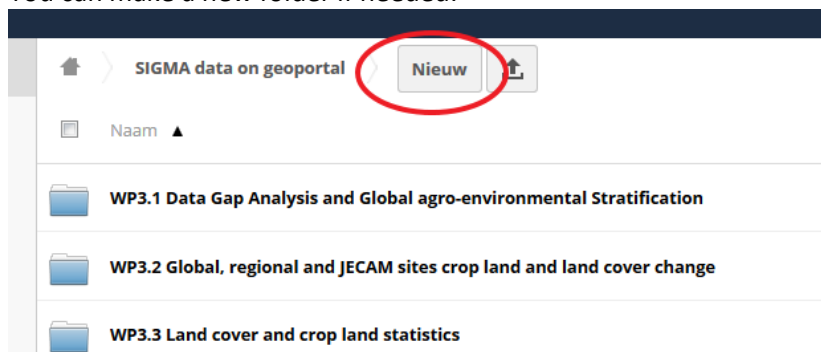 You can make a new folder if needed.
SIGMA data on geoportal Nieuw
Naam ▲
WP3.1 Data Gap Analysis and Global agro-environmental Stratification
WP3.2 Global, regional and JECAM sites crop land and land cover change
WP3.3 Land cover and crop land statistics